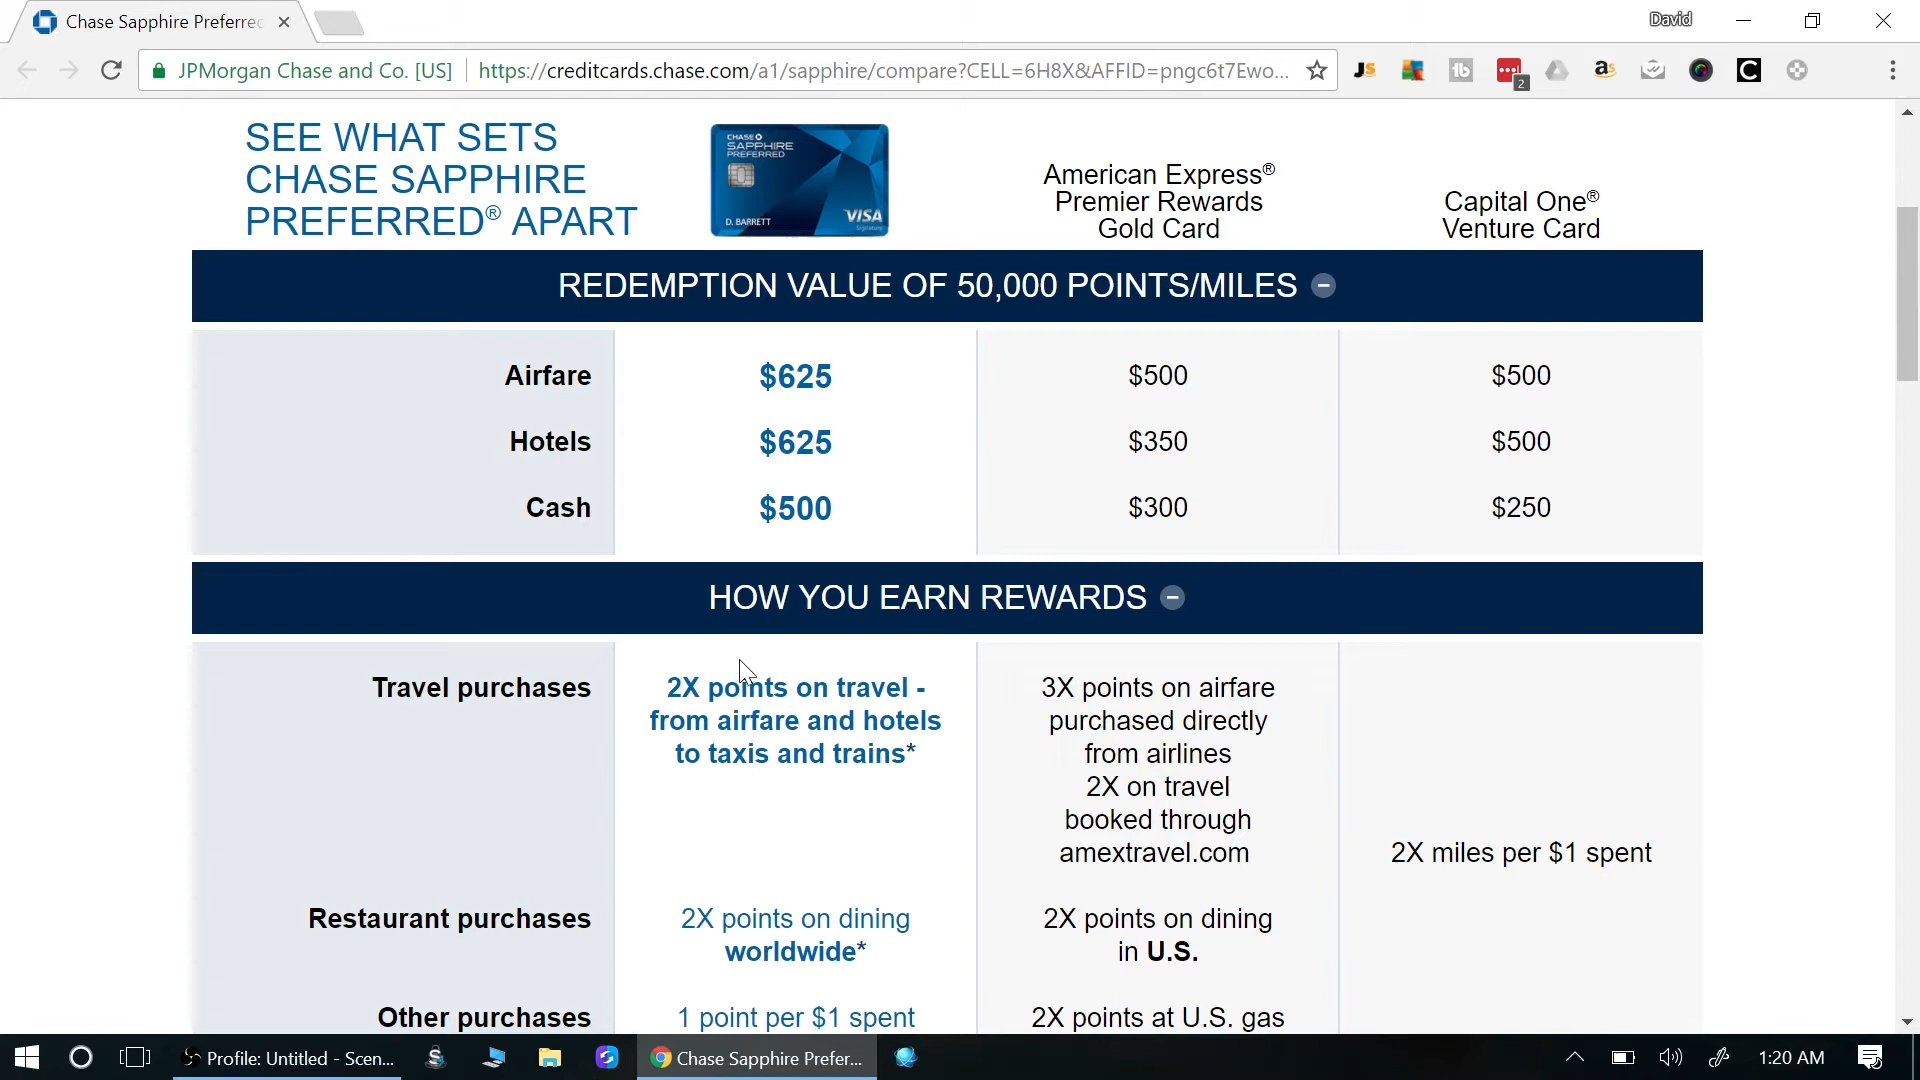 Chase Sapphire Preferred
David
JPMorgan Chase and Co. [US]
https://creditcards.chase.com/a1/sapphire/compare?CELL=6H8X&AFFID=pngc6t7Ewo...
SEE WHAT SETS
CHASE SAPPHIRE
PREFERRED® APART
CHASE
SAPPHIRE
PREFERRED
D. BARRETT
VISA
Signature
American Express®
Premier Rewards
Gold Card
Capital One®
Venture Card
REDEMPTION VALUE OF 50,000 POINTS/MILES
Airfare $625 $500 $500
Hotels $625 $350 $500
Cash $500 $300 $250
HOW YOU EARN REWARDS
Travel purchases
2X points on travel -
from airfare and hotels
to taxis and trains*
3X points on airfare
purchased directly
from airlines
2X on travel
booked through
amextravel.com
2X miles per $1 spent
Restaurant purchases
2X points on dining
worldwide*
2X points on dining
in U.S.
Other purchases
1 point per $1 spent
2X points at U.S. gas
Profile: Untitled - Scen...
Chase Sapphire Prefer...
1:20 AM